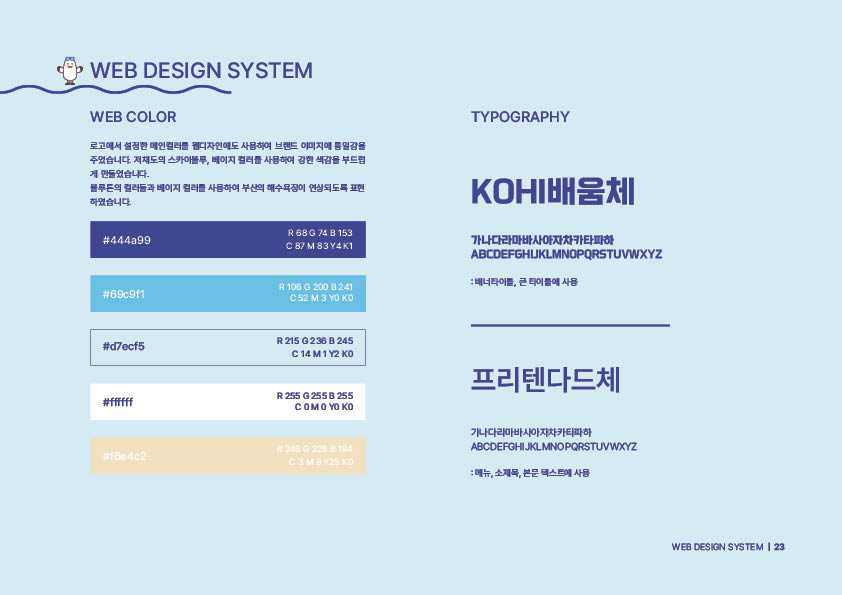 WEB DESIGN SYSTEM
WEB COLOR
로고에서 설정한 메인컬러를 웹디자인에도 사용하여 브랜드 이미지에 통일감을
주었습니다. 저채도의 스카이블루, 베이지 컬러를 사용하여 강한 색감을 부드럽
게 만들었습니다.
블루톤의 컬러들과 베이지 컬러를 사용하여 부산의 해수욕장이 연상되도록 표현
하였습니다.
#444a99
R 68 G 74 B 153
C 87 M 83 Y4 K1
#69c9f1
R 106 G 200 B 241
C 52 M 3 Y0 K0
#d7ecf5
R 215 G 236 B 245
C 14 M 1 Y2 K0
#ffffff
R 255 G 255 B 255
C 0 M 0 Y0 K0
#f6e4c2
R 246 G 228 B 194
C 3 M 9 Y25 K0
TYPOGRAPHY
KOHI배움체
가나다라마바사아자차카타파하
ABCDEFGHIJKLMNOPQRSTUVWXYZ
: 배너타이틀, 큰 타이틀에 사용
프리텐다드체
가나다라마바사아자차카타파하
ABCDEFGHIJKLMNOPQRSTUVWXYZ
: 메뉴, 소제목, 본문 텍스트에 사용
WEB DESIGN SYSTEM | 23